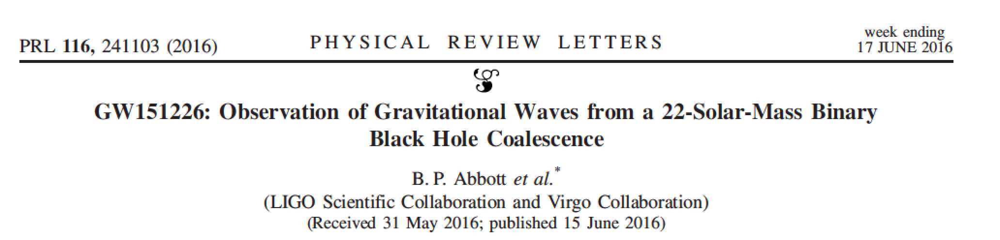 PRL 116, 241103 (2016)
PHYSICAL REVIEW LETTERS
week ending
17 JUNE 2016
GW151226: Observation of Gravitational Waves from a 22-Solar-Mass Binary
Black Hole Coalescence
B. P. Abbott et al.*
(LIGO Scientific Collaboration and Virgo Collaboration)
(Received 31 May 2016; published 15 June 2016)